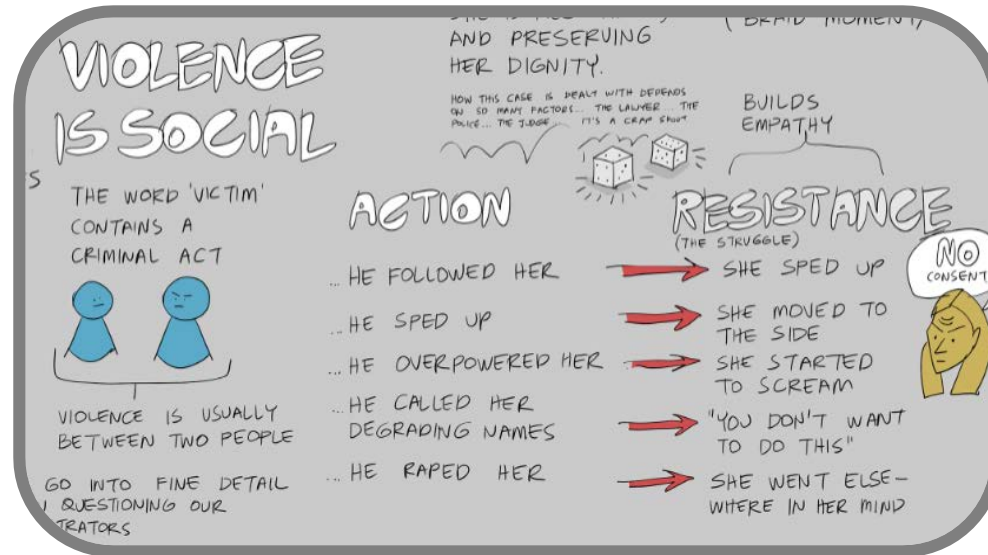 VIOLENCE
IS SOCIAL
S
THE WORD 'VICTIM'
CONTAINS A
CRIMINAL ACT
VIOLENCE IS USUALLY
BETWEEN TWO PEOPLE
GO INTO FINE DETAIL
QUESTIONING OUR
TRATORS
AND PRESERVING
HER DIGNITY.
HOW THIS CASE IS DEALT WITH DEPENDS
ON SO MANY FACTORS... THE LAWYER... THE
POLICE... THE JUDGE... IT'S A CRAP SHOOT
(BRAID MOMENT)
BUILDS
EMPATHY
ACTION
RESISTANCE
(THE STRUGGLE)
...HE FOLLOWED HER
SHE SPED UP
...HE SPED UP
SHE MOVED TO
THE SIDE
...HE OVERPOWERED HER
SHE STARTED
TO SCREAM
...HE CALLED HER
DEGRADING NAMES
"YOU DON'T WANT
TO DO THIS"
...HE RAPED HER
SHE WENT ELSE-
WHERE IN HER MIND
NO
CONSENT